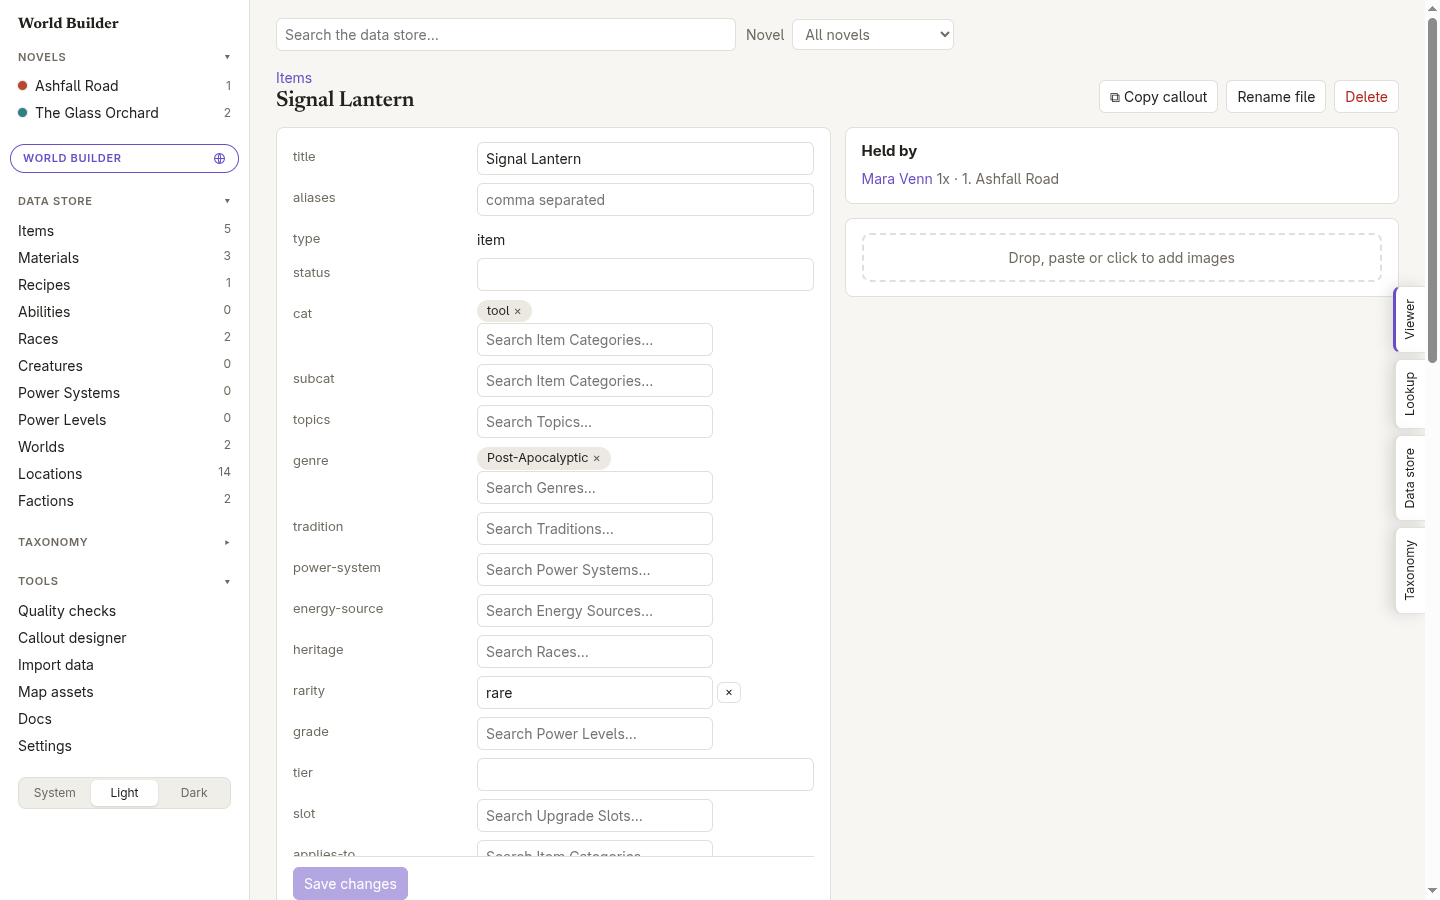 World Builder
NOVELS
Ashfall Road 1
The Glass Orchard 2
WORLD BUILDER
DATA STORE
Items 5
Materials 3
Recipes 1
Abilities 0
Races 2
Creatures 0
Power Systems 0
Power Levels 0
Worlds 2
Locations 14
Factions 2
TAXONOMY
TOOLS
Quality checks
Callout designer
Import data
Map assets
Docs
Settings
System Light Dark
Search the data store... Novel All novels
Items
Signal Lantern
Copy callout Rename file Delete
title Signal Lantern
aliases comma separated
type item
status
cat tool ×
Search Item Categories...
subcat Search Item Categories...
topics Search Topics...
genre Post-Apocalyptic ×
Search Genres...
tradition Search Traditions...
power-system Search Power Systems...
energy-source Search Energy Sources...
heritage Search Races...
rarity rare ×
grade Search Power Levels...
tier
slot Search Upgrade Slots...
applies-to Search Item Categories...
Save changes
Held by
Mara Venn 1x · 1. Ashfall Road
Drop, paste or click to add images
Viewer
Lookup
Data store
Taxonomy